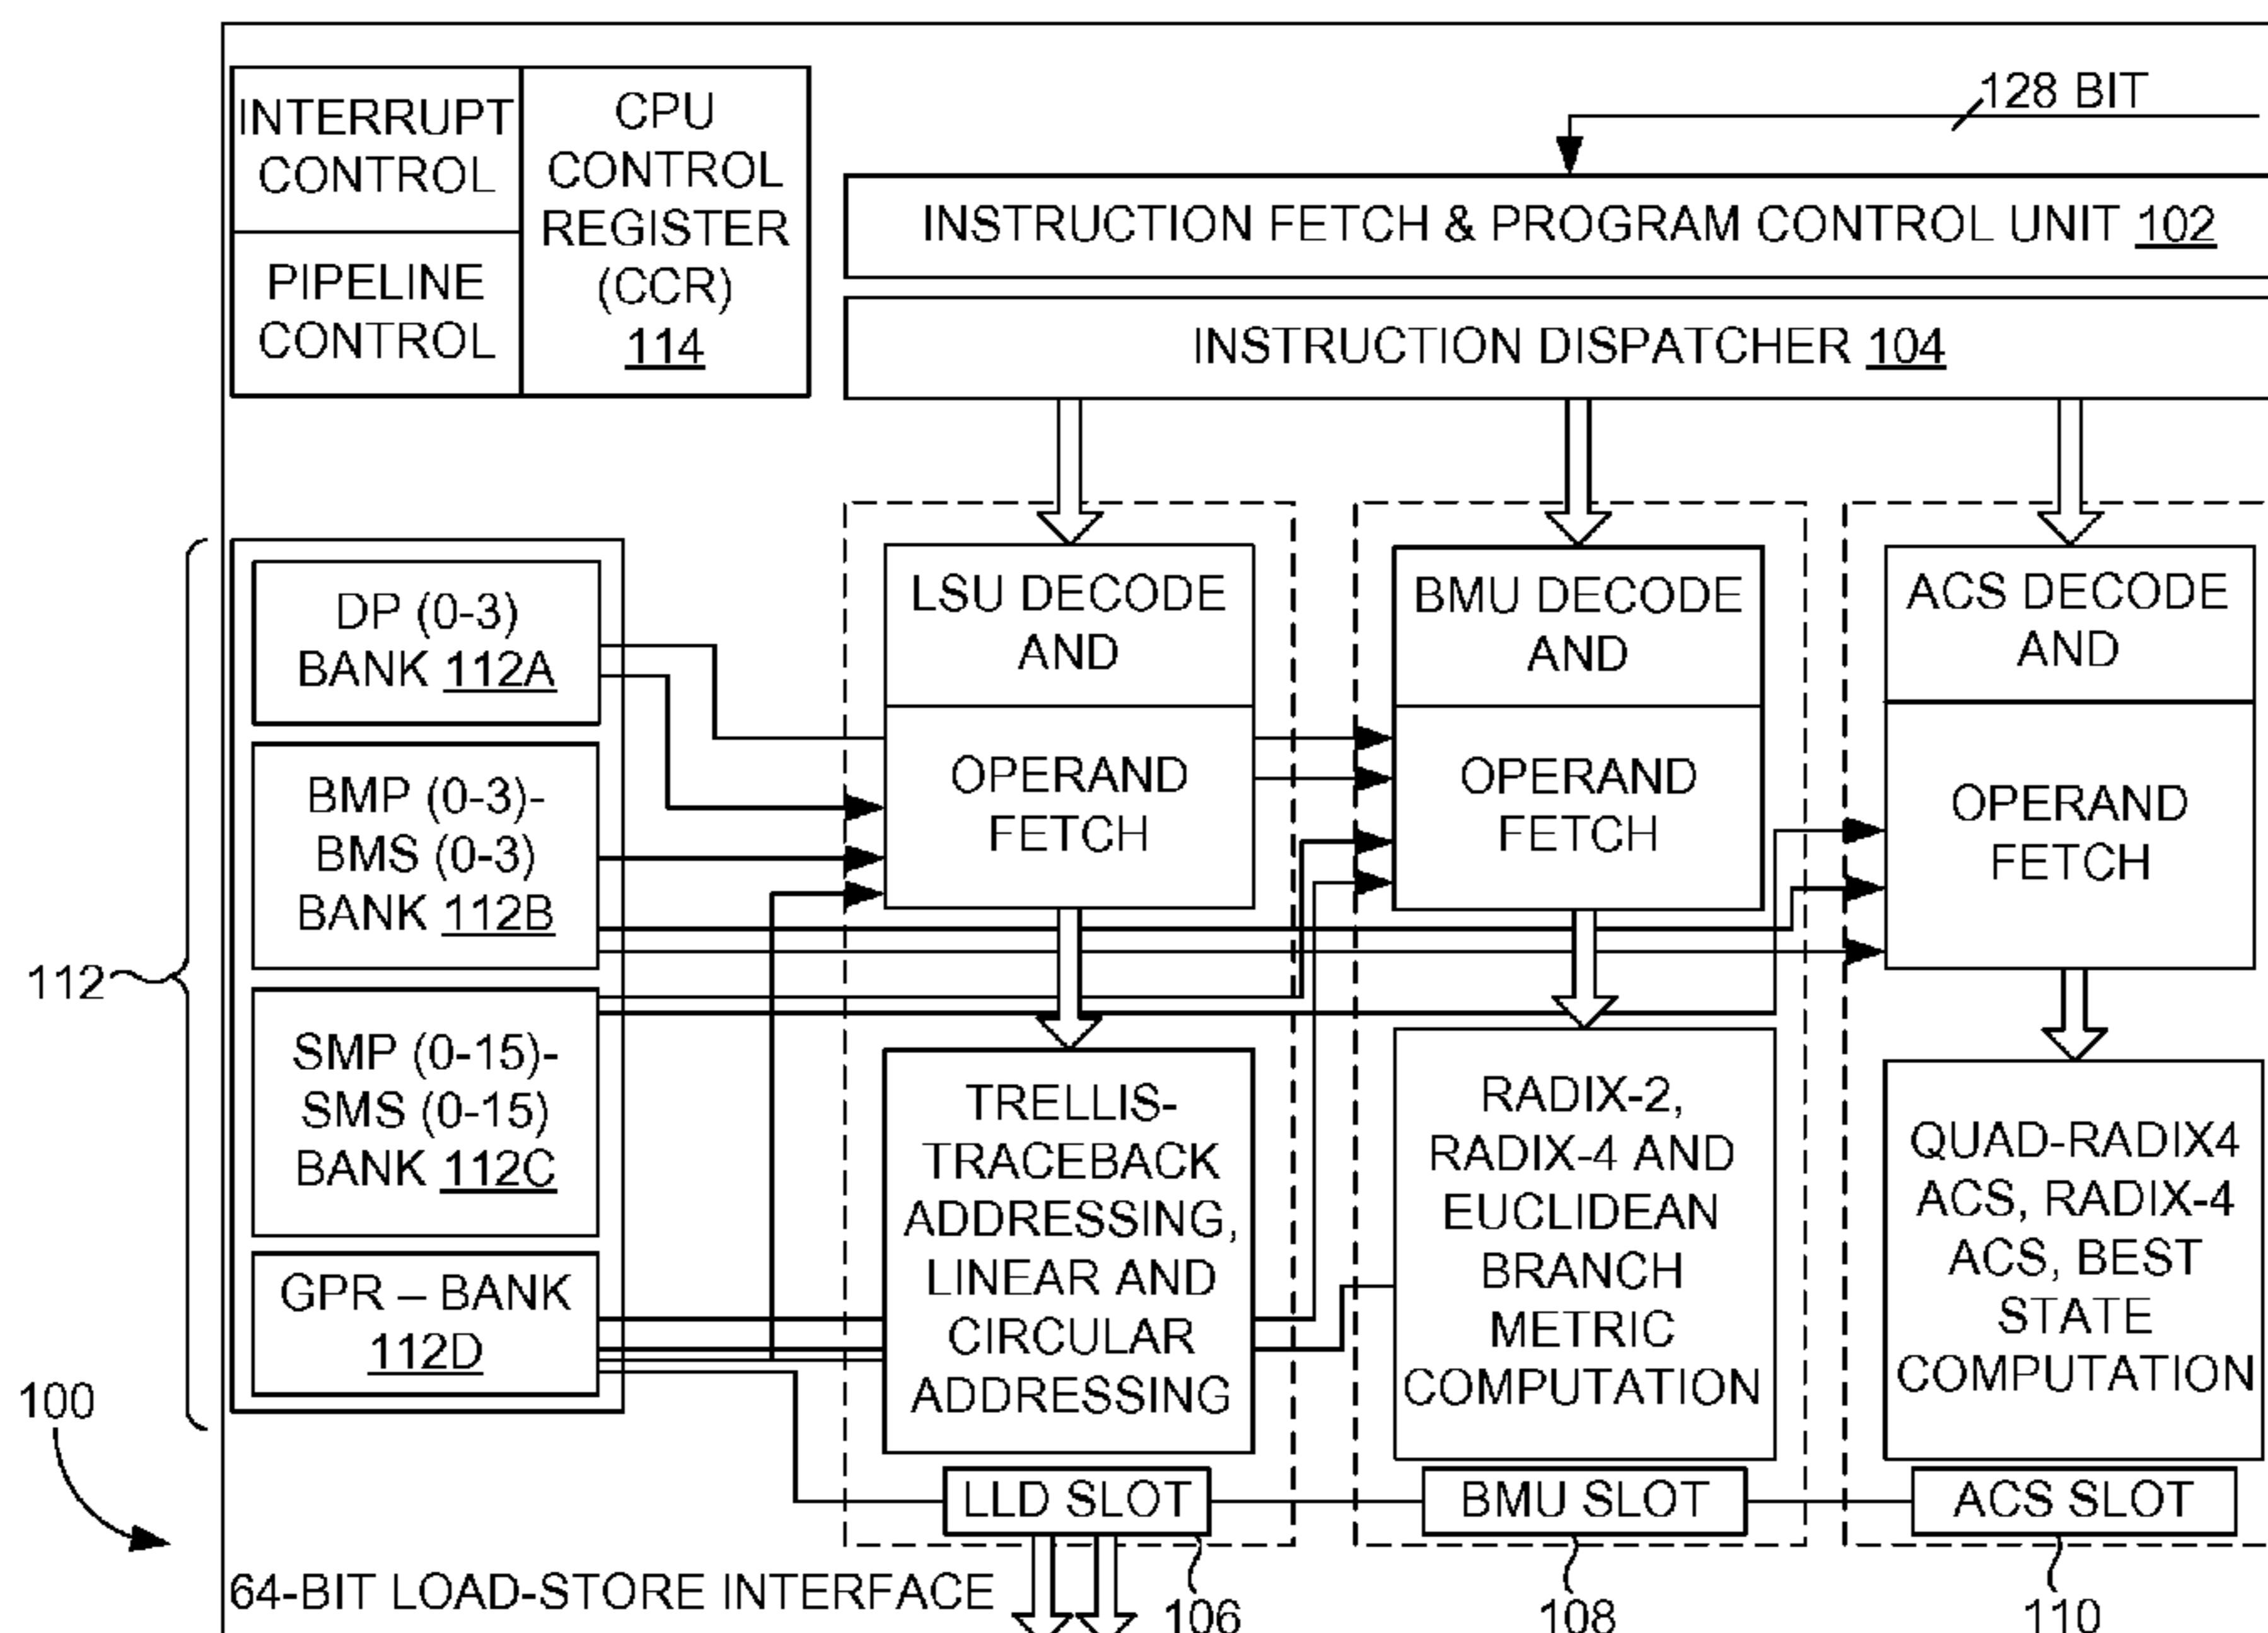 128 BIT
INTERRUPT
CONTROL
CPU
CONTROL
REGISTER
(CCR)
114
PIPELINE
CONTROL
INSTRUCTION FETCH & PROGRAM CONTROL UNIT 102
INSTRUCTION DISPATCHER 104
112
DP (0-3)
BANK 112A
BMP (0-3)-
BMS (0-3)
BANK 112B
SMP (0-15)-
SMS (0-15)
BANK 112C
GPR – BANK
112D
LSU DECODE
AND
OPERAND
FETCH
TRELLIS-
TRACEBACK
ADDRESSING,
LINEAR AND
CIRCULAR
ADDRESSING
LLD SLOT
106
BMU DECODE
AND
OPERAND
FETCH
RADIX-2,
RADIX-4 AND
EUCLIDEAN
BRANCH
METRIC
COMPUTATION
BMU SLOT
108
ACS DECODE
AND
OPERAND
FETCH
QUAD-RADIX4
ACS, RADIX-4
ACS, BEST
STATE
COMPUTATION
ACS SLOT
110
100
64-BIT LOAD-STORE INTERFACE